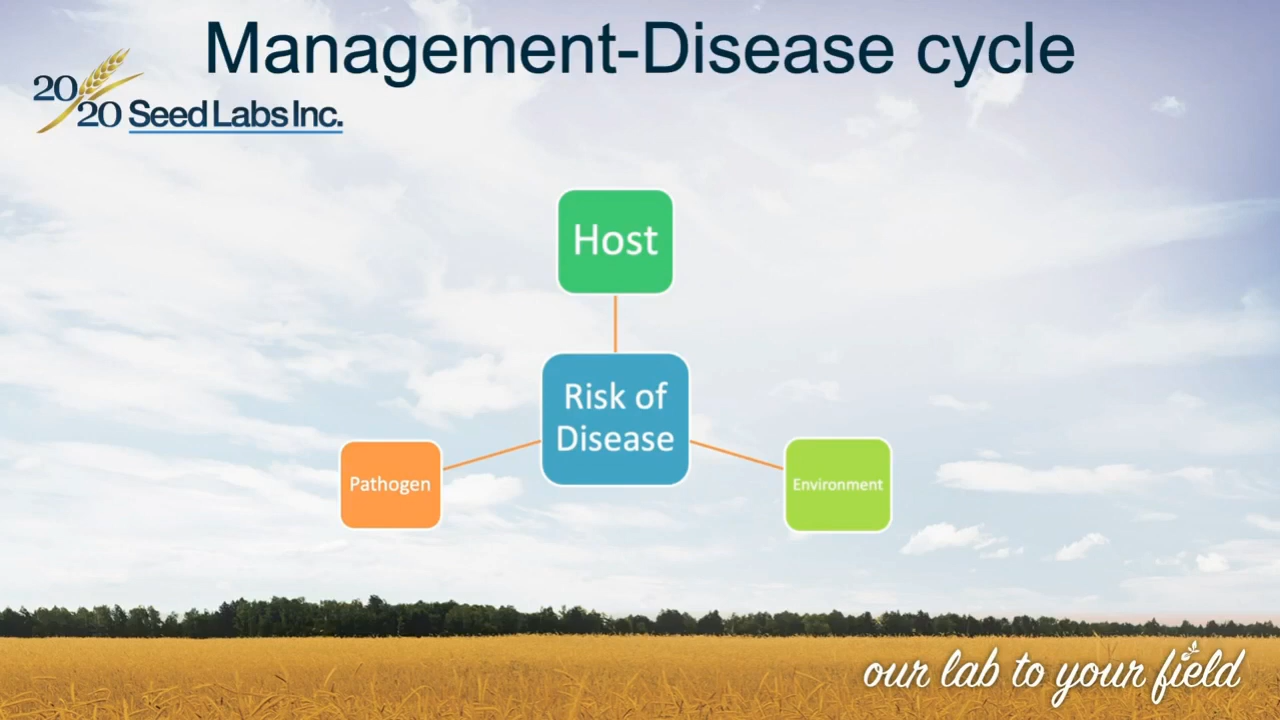 Management-Disease cycle
20/20 Seed Labs Inc.
Host
Risk of
Disease
Pathogen
Environment
our lab to your field